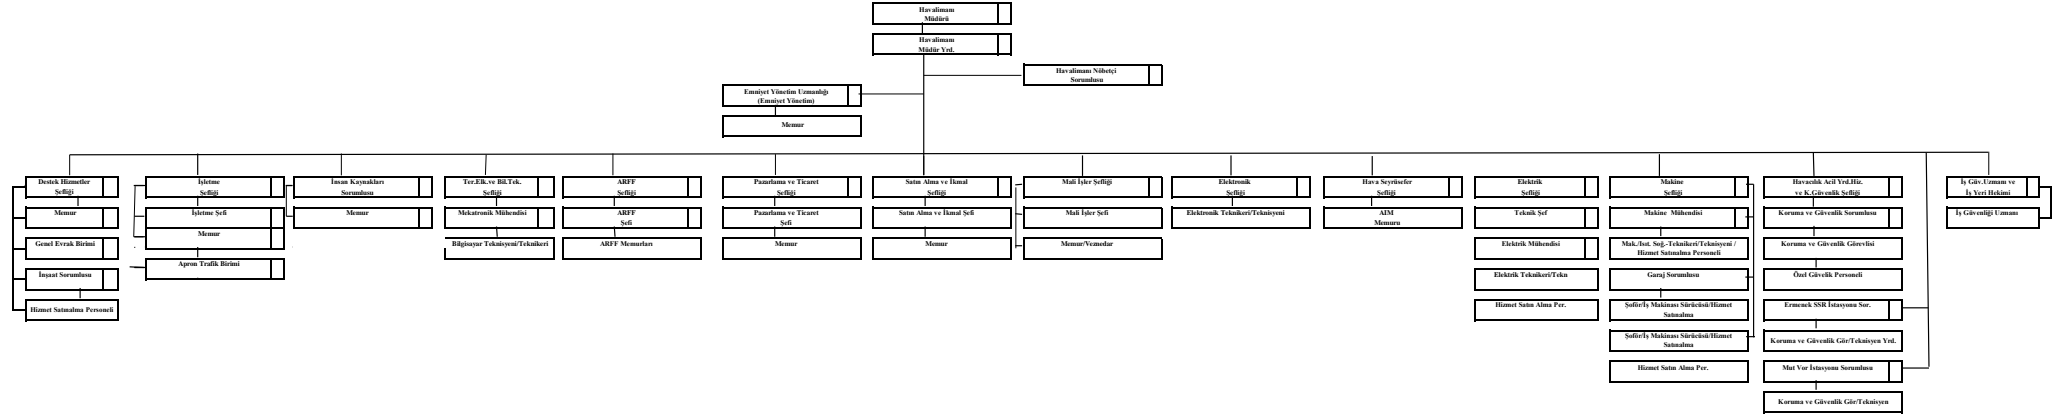 Havalimanı
Müdürü
Havalimanı
Müdür Yrd.
Havalimanı Nöbetçi
Sorumlusu
Emniyet Yönetim Uzmanlığı
(Emniyet Yönetim)
Memur
Destek Hizmetler
Şefliği
Memur
Genel Evrak Birimi
İnşaat Sorumlusu
Hizmet Satınalma Personeli
İşletme
Şefliği
İşletme Şefi
Memur
Apron Trafik Birimi
İnsan Kaynakları
Sorumlusu
Memur
Ter.Elk.ve Bil.Tek.
Şefliği
Mekatronik Mühendisi
Bilgisayar Teknisyeni/Teknikeri
ARFF
Şefliği
ARFF
Şefi
ARFF Memurları
Pazarlama ve Ticaret
Şefliği
Pazarlama ve Ticaret
Şefi
Memur
Satın Alma ve İkmal
Şefliği
Satın Alma ve İkmal Şefi
Memur
Mali İşler Şefliği
Mali İşler Şefi
Memur/Veznedar
Elektronik
Şefliği
Elektronik Teknikeri/Teknisyeni
Hava Seyrüsefer
Şefliği
AIM
Memuru
Elektrik
Şefliği
Teknik Şef
Elektrik Mühendisi
Elektrik Teknikeri/Tekn
Hizmet Satın Alma Per.
Makine
Şefliği
Makine Mühendisi
Mak./Isıt. Soğ.-Teknikeri/Teknisyeni /
Hizmet Satınalma Personeli
Garaj Sorumlusu
Şoför/İş Makinası Sürücüsü/Hizmet
Satınalma
Şoför/İş Makinası Sürücüsü/Hizmet
Satınalma
Hizmet Satın Alma Per.
Havacılık Acil Yrd.Hiz.
ve K.Güvenlik Şefliği
Koruma ve Güvenlik Sorumlusu
Koruma ve Güvenlik Görevlisi
Özel Güvelik Personeli
Ermenek SSR İstasyonu Sor.
Koruma ve Güvenlik Gör/Teknisyen Yrd.
Mut Vor İstasyonu Sorumlusu
Koruma ve Güvenlik Gör/Teknisyen
İş Güv.Uzmanı ve
İş Yeri Hekimi
İş Güvenliği Uzmanı